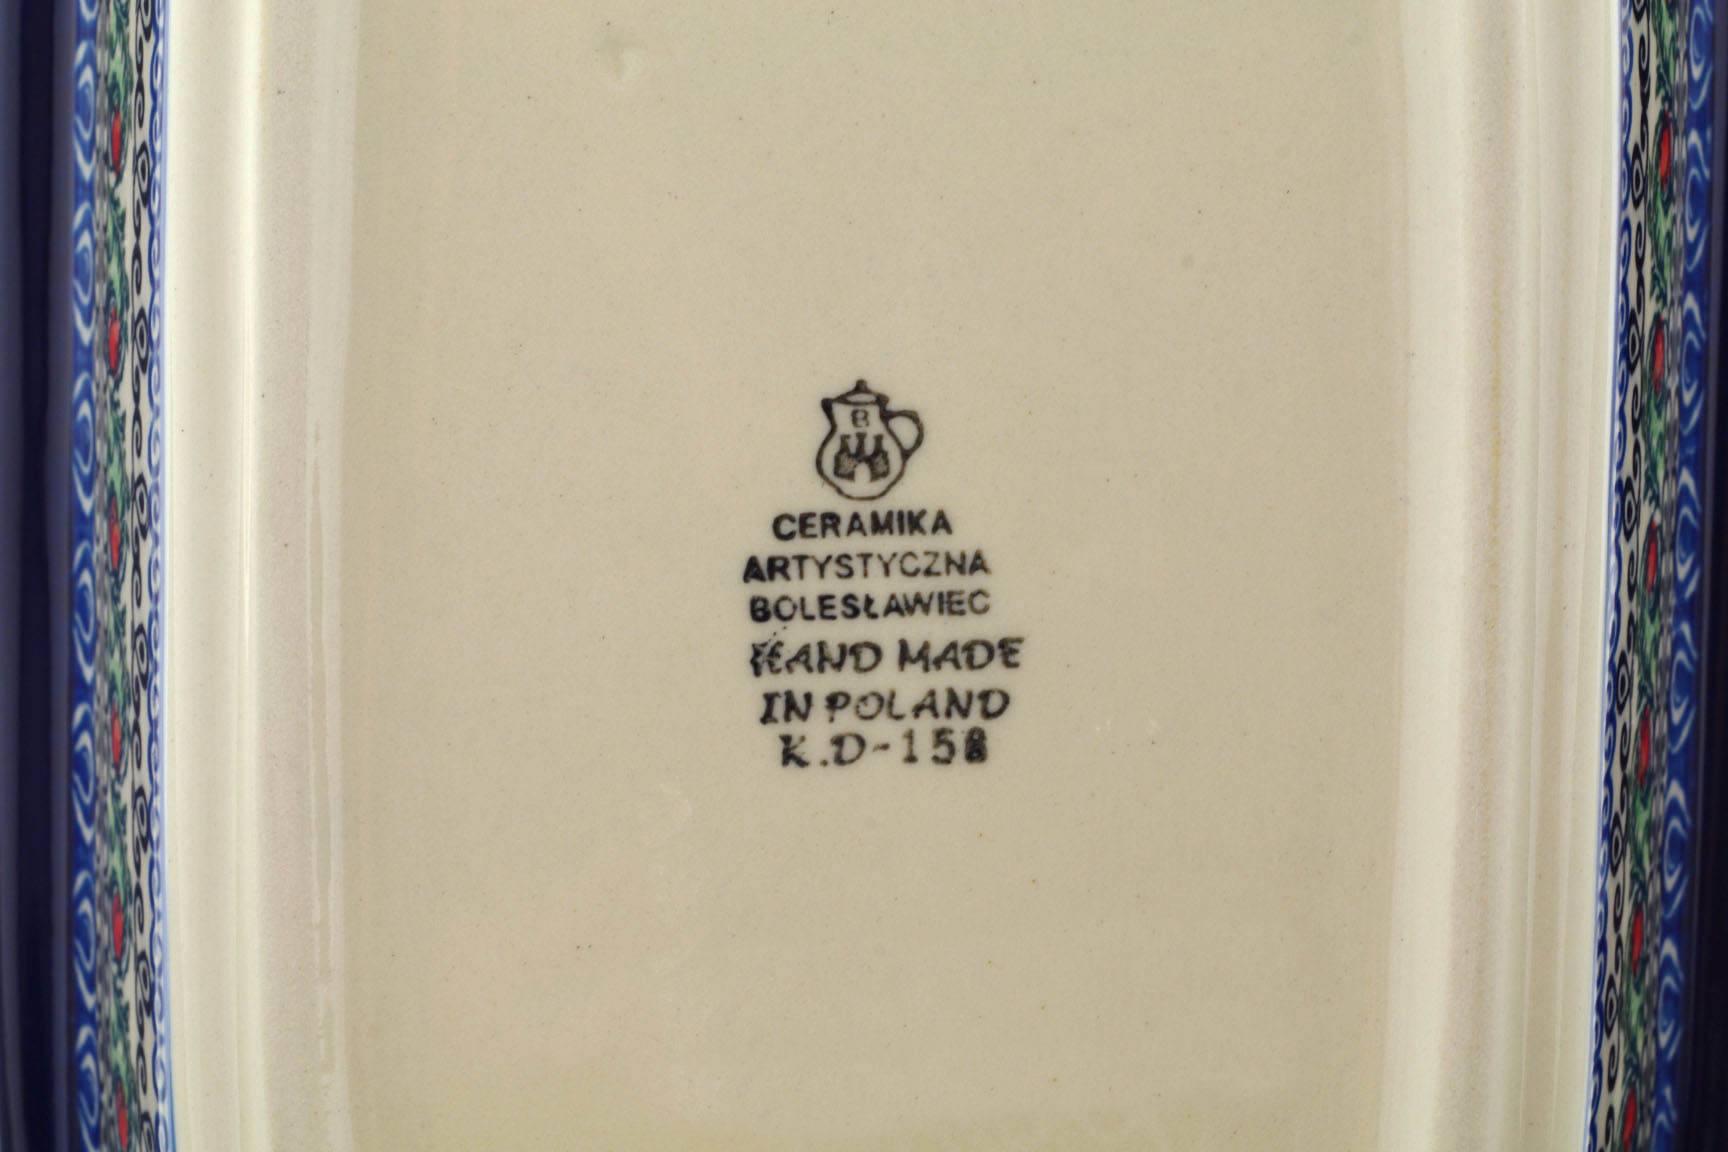 B
CERAMIKA
ARTYSTYCZNA
BOLESŁAWIEC
HAND MADE
IN POLAND
K.D-158